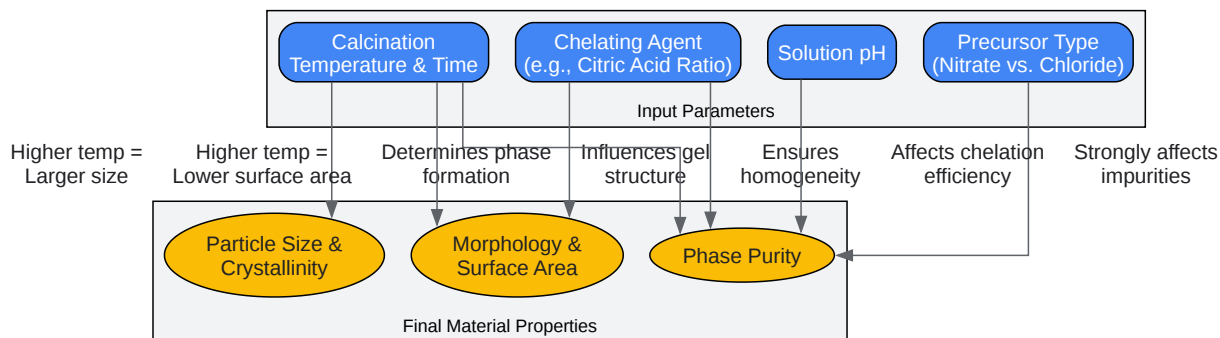 Calcination
Temperature & Time
Chelating Agent
(e.g., Citric Acid Ratio)
Solution pH
Precursor Type
(Nitrate vs. Chloride)
Input Parameters
Higher temp =
Larger size
Higher temp =
Lower surface area
Determines phase
formation
Influences gel
structure
Ensures
homogeneity
Affects chelation
efficiency
Strongly affects
impurities
Particle Size &
Crystallinity
Morphology &
Surface Area
Phase Purity
Final Material Properties